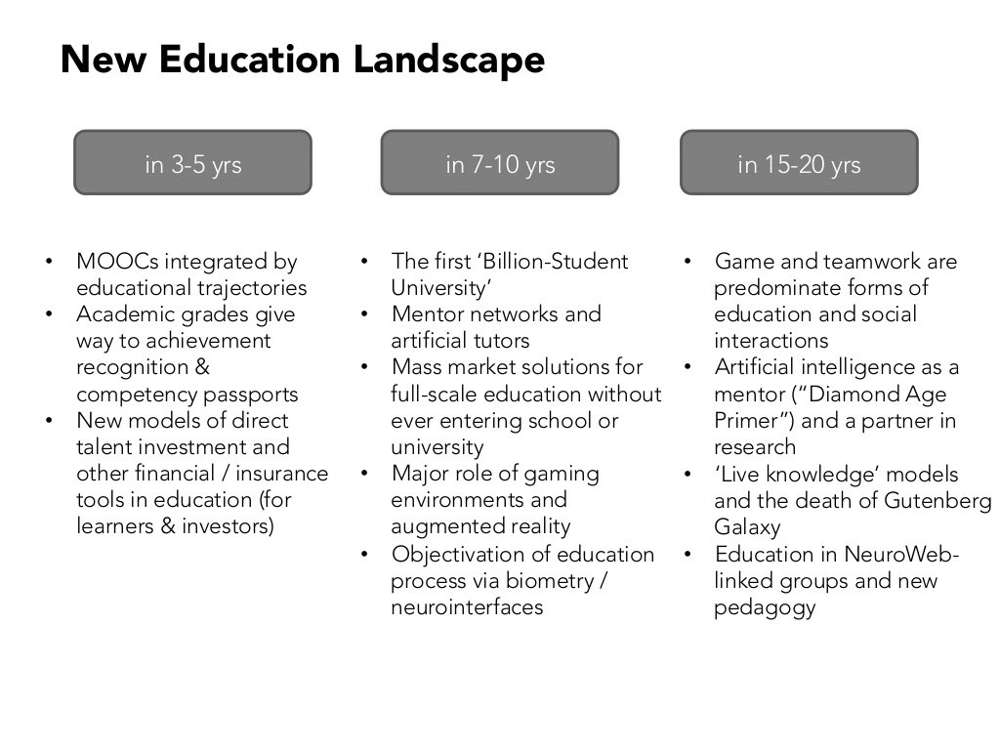 New Education Landscape
in 3-5 yrs
in 7-10 yrs
in 15-20 yrs
• MOOCs integrated by
educational trajectories
• Academic grades give
way to achievement
recognition &
competency passports
• New models of direct
talent investment and
other financial / insurance
tools in education (for
learners & investors)
• The first ‘Billion-Student
University’
• Mentor networks and
artificial tutors
• Mass market solutions for
full-scale education without
ever entering school or
university
• Major role of gaming
environments and
augmented reality
• Objectivation of education
process via biometry /
neurointerfaces
• Game and teamwork are
predominate forms of
education and social
interactions
• Artificial intelligence as a
mentor (“Diamond Age
Primer”) and a partner in
research
• ‘Live knowledge’ models
and the death of Gutenberg
Galaxy
• Education in NeuroWeb-
linked groups and new
pedagogy